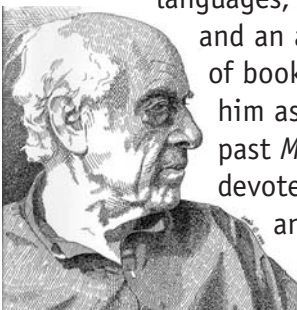 languages,
and an a
of book
him as
past M
devote
an